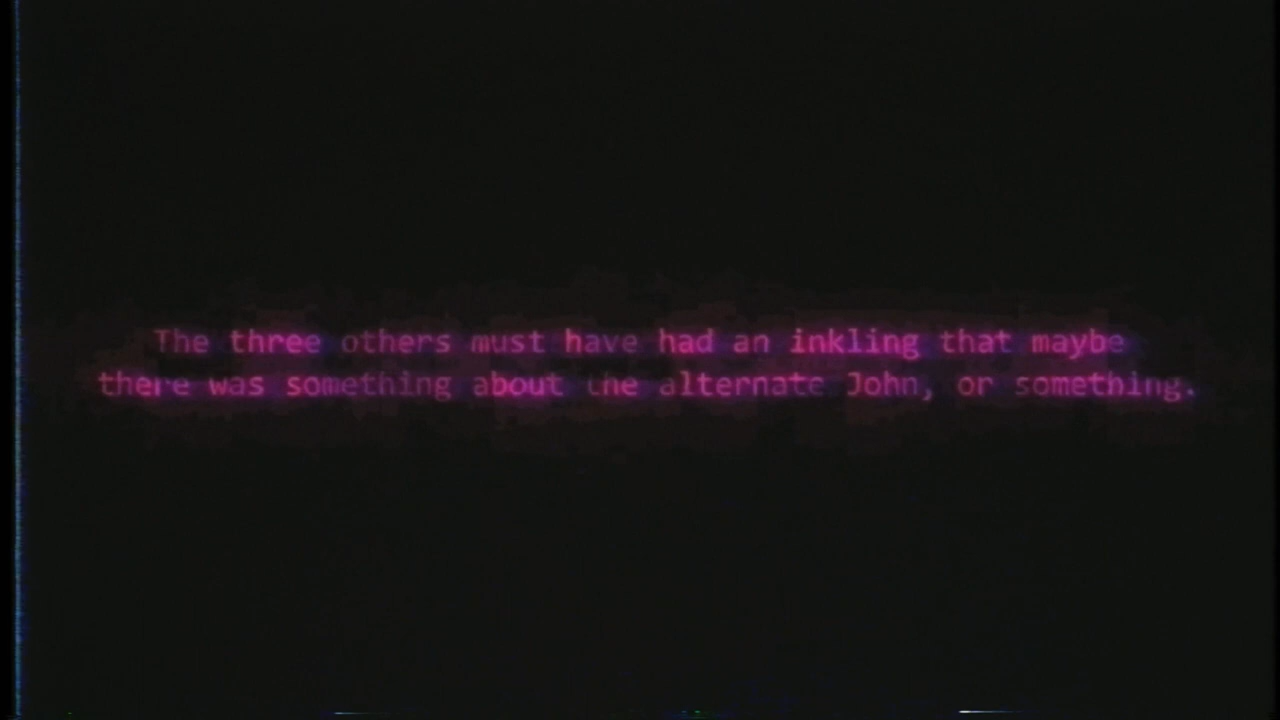 The three others must have had an inkling that maybe
there was something about the alternate John, or something.